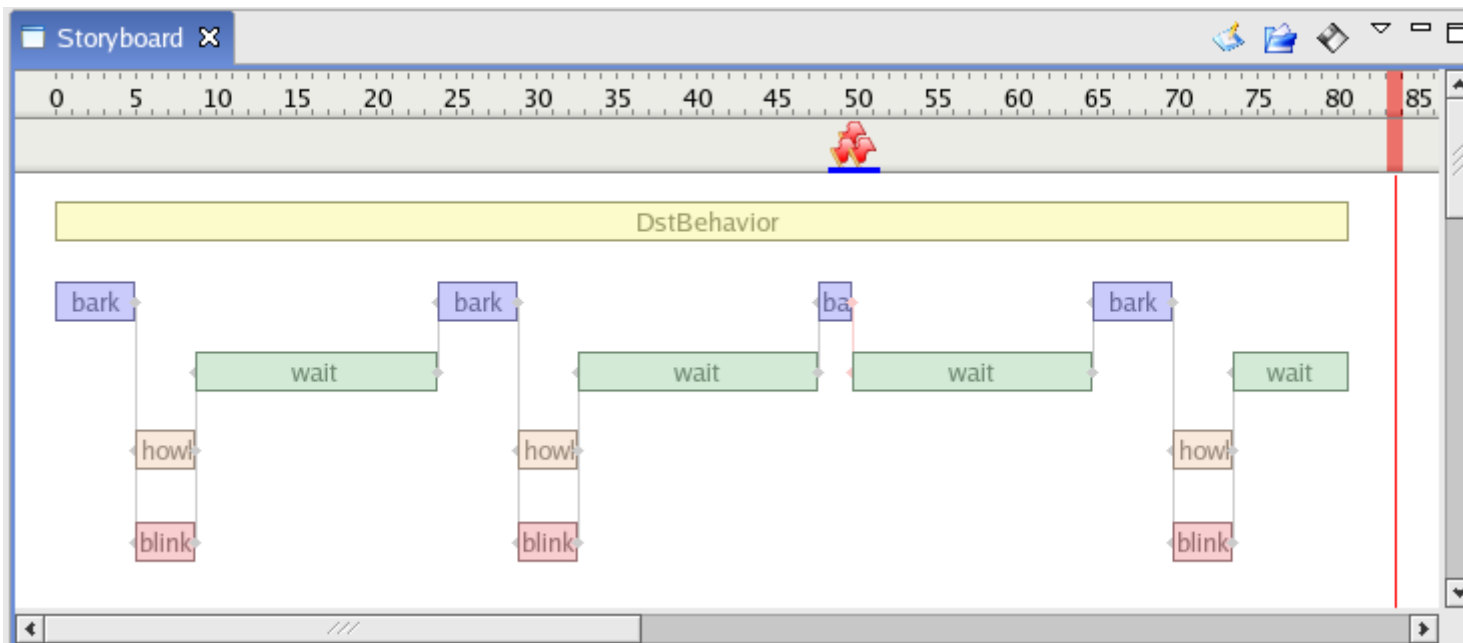 Storyboard
0 5 10 15 20 25 30 35 40 45 50 55 60 65 70 75 80 85
DstBehavior
bark bark ba bark
wait wait wait wait
howl howl howl
blink blink blink